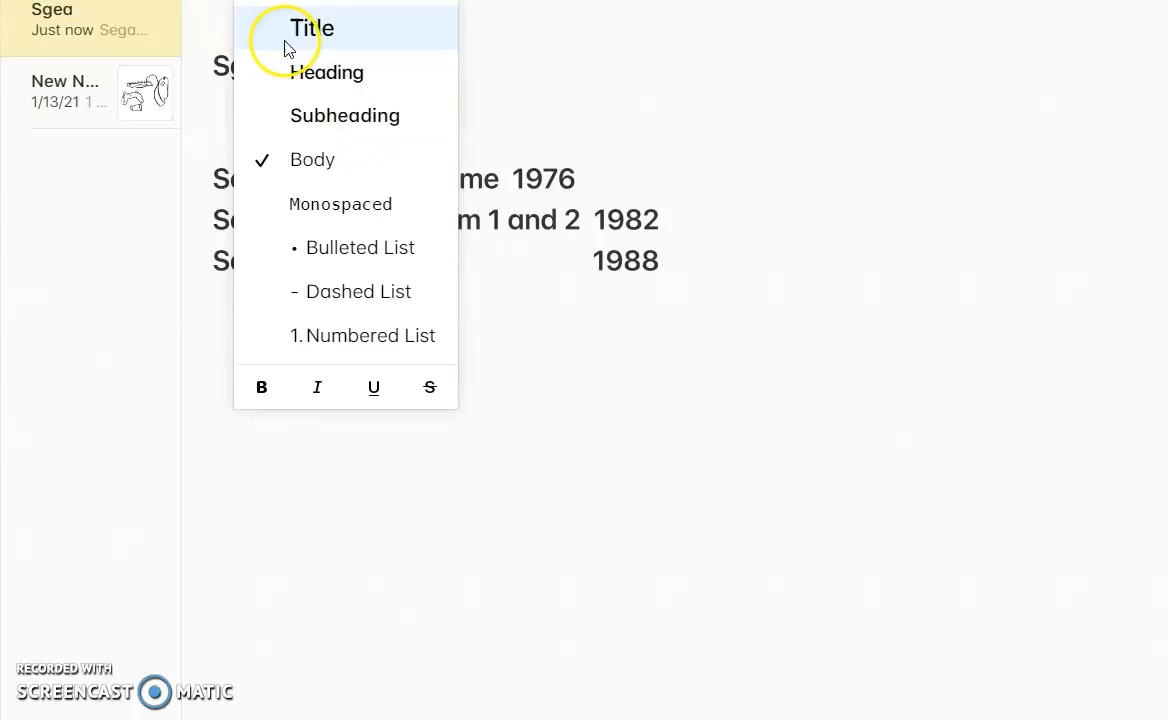 Sgea
Just now Sega...
New N...
1/13/21 1 ...
Title
Heading
Subheading
✓ Body
Monospaced
• Bulleted List
- Dashed List
1. Numbered List
B I U S
me 1976
m 1 and 2 1982
1988
RECORDED WITH
SCREENCAST MATIC